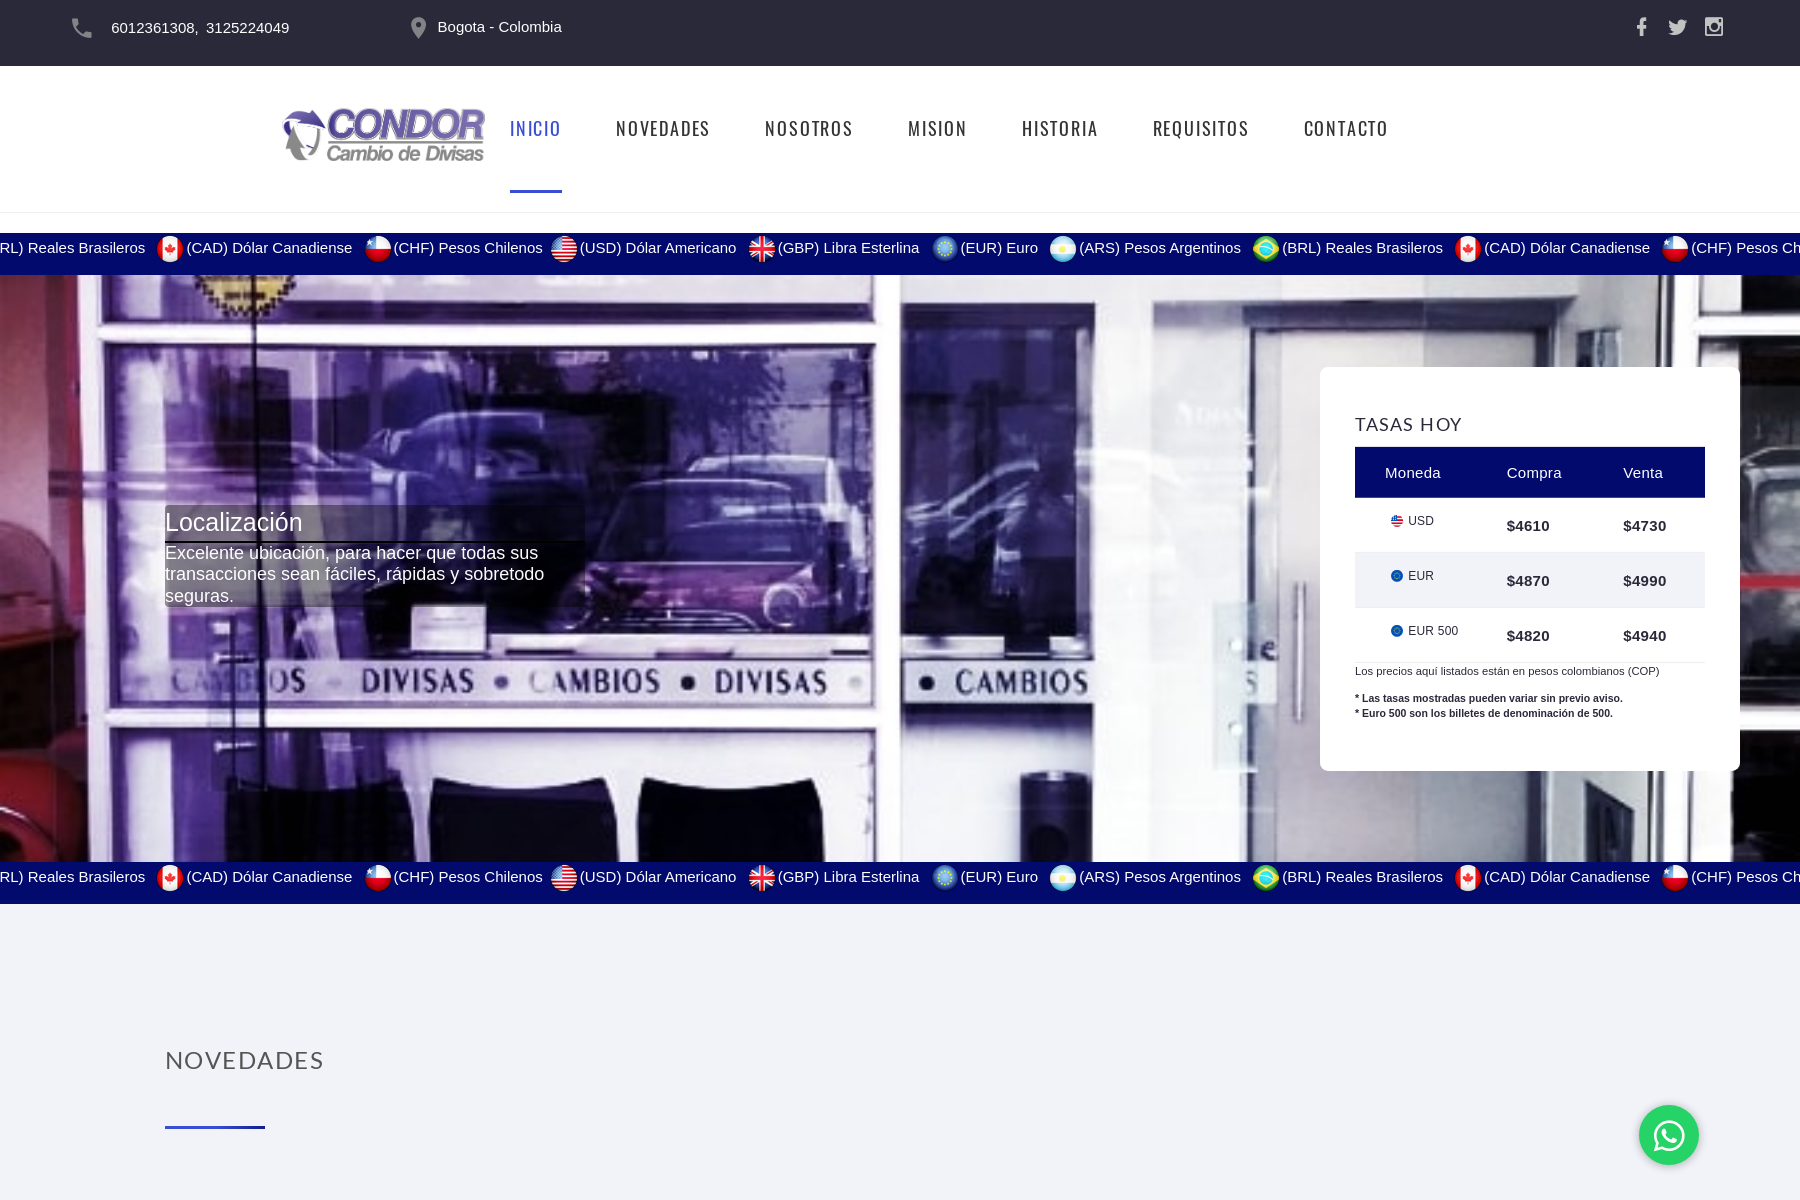 6012361308, 3125224049
Bogota - Colombia
CONDOR
Cambio de Divisas
INICIO
NOVEDADES
NOSOTROS
MISION
HISTORIA
REQUISITOS
CONTACTO
RL) Reales Brasileros (CAD) Dólar Canadiense (CHF) Pesos Chilenos (USD) Dólar Americano (GBP) Libra Esterlina (EUR) Euro (ARS) Pesos Argentinos (BRL) Reales Brasileros (CAD) Dólar Canadiense (CHF) Pesos Ch
Localización
Excelente ubicación, para hacer que todas sus
transacciones sean fáciles, rápidas y sobretodo
seguras.
CAMBIOS DIVISAS • CAMBIOS • DIVISAS • • CAMBIOS
TASAS HOY
Moneda Compra Venta
USD $4610 $4730
EUR $4870 $4990
EUR 500 $4820 $4940
Los precios aquí listados están en pesos colombianos (COP)
* Las tasas mostradas pueden variar sin previo aviso.
* Euro 500 son los billetes de denominación de 500.
RL) Reales Brasileros (CAD) Dólar Canadiense (CHF) Pesos Chilenos (USD) Dólar Americano (GBP) Libra Esterlina (EUR) Euro (ARS) Pesos Argentinos (BRL) Reales Brasileros (CAD) Dólar Canadiense (CHF) Pesos Ch
NOVEDADES